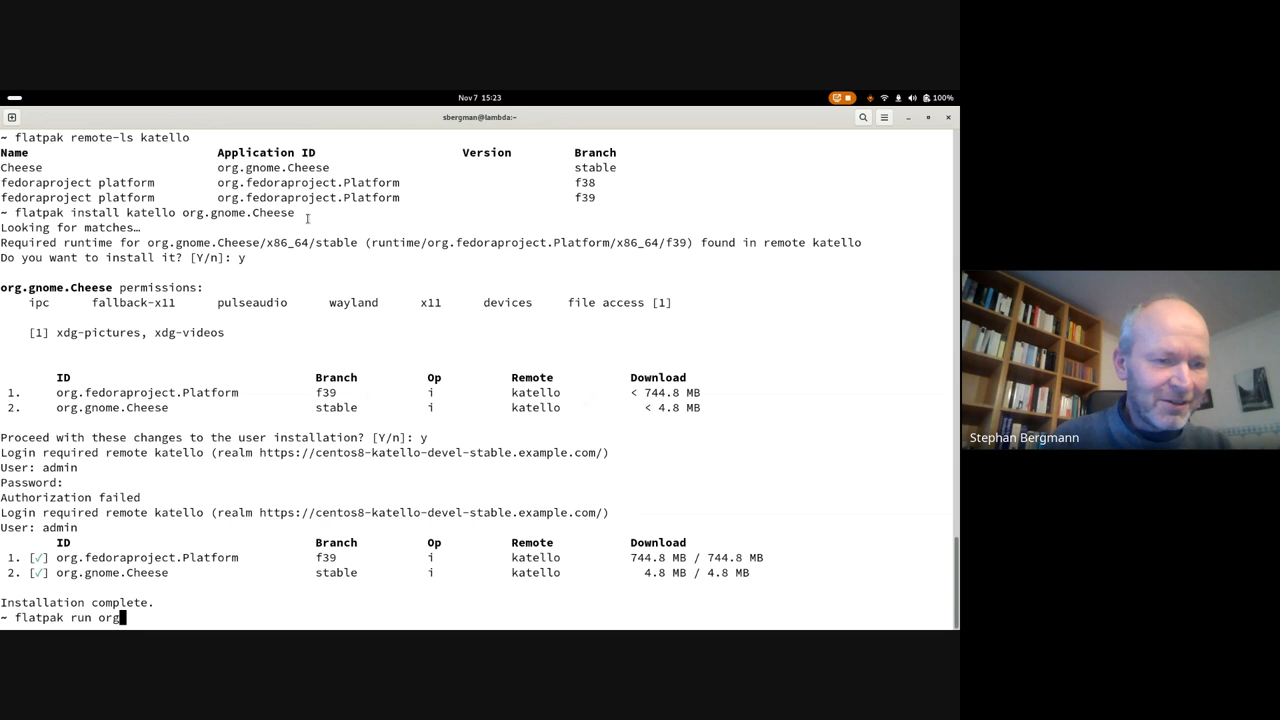 Nov 7 15:23
100%
sbergman@lambda:~
~ flatpak remote-ls katello
Name Application ID Version Branch
Cheese org.gnome.Cheese stable
fedoraproject platform org.fedoraproject.Platform f38
fedoraproject platform org.fedoraproject.Platform f39
~ flatpak install katello org.gnome.Cheese
Looking for matches…
Required runtime for org.gnome.Cheese/x86_64/stable (runtime/org.fedoraproject.Platform/x86_64/f39) found in remote katello
Do you want to install it? [Y/n]: y
org.gnome.Cheese permissions:
ipc fallback-x11 pulseaudio wayland x11 devices file access [1]
[1] xdg-pictures, xdg-videos
ID Branch Op Remote Download
1. org.fedoraproject.Platform f39 i katello < 744.8 MB
2. org.gnome.Cheese stable i katello < 4.8 MB
Proceed with these changes to the user installation? [Y/n]: y
Login required remote katello (realm https://centos8-katello-devel-stable.example.com/)
User: admin
Password:
Authorization failed
Login required remote katello (realm https://centos8-katello-devel-stable.example.com/)
User: admin
ID Branch Op Remote Download
1. [✓] org.fedoraproject.Platform f39 i katello 744.8 MB / 744.8 MB
2. [✓] org.gnome.Cheese stable i katello 4.8 MB / 4.8 MB
Installation complete.
~ flatpak run org
Stephan Bergmann